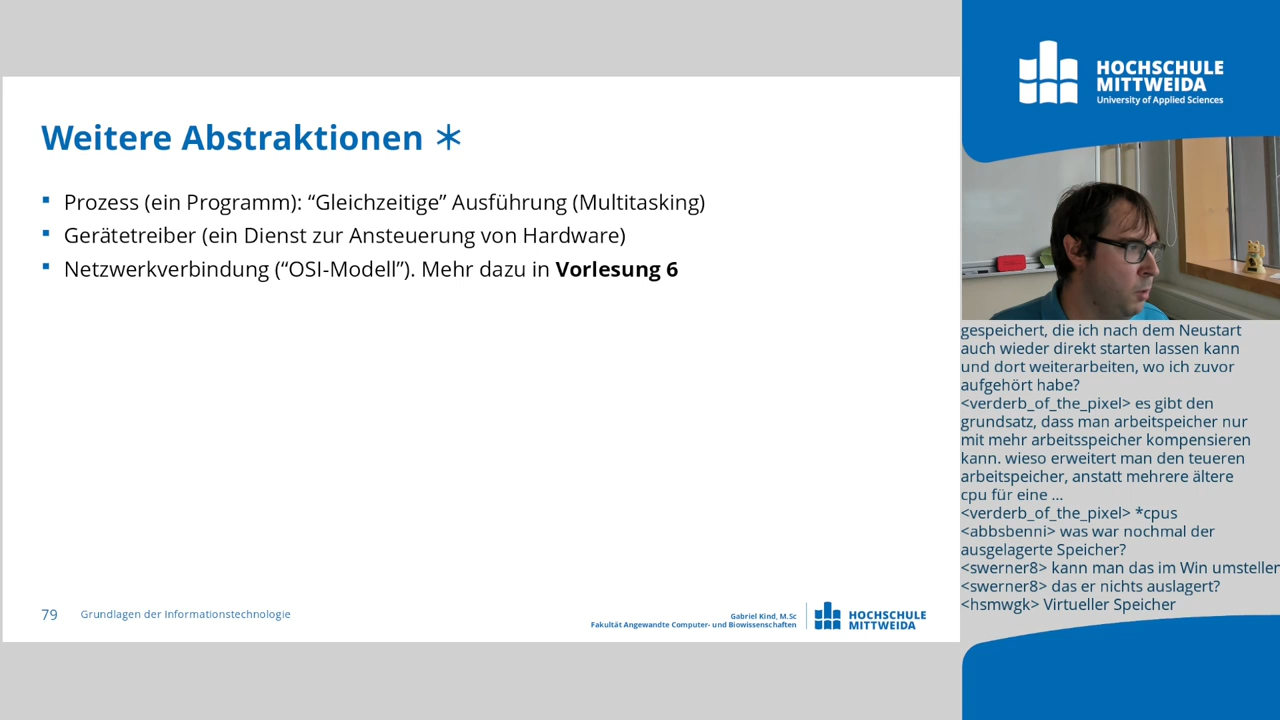 Weitere Abstraktionen ∗
Prozess (ein Programm): “Gleichzeitige” Ausführung (Multitasking)
Gerätetreiber (ein Dienst zur Ansteuerung von Hardware)
Netzwerkverbindung (“OSI-Modell”). Mehr dazu in Vorlesung 6
79
Grundlagen der Informationstechnologie
Gabriel Kind, M.Sc
Fakultät Angewandte Computer- und Biowissenschaften
HOCHSCHULE
MITTWEIDA
HOCHSCHULE
MITTWEIDA
University of Applied Sciences
gespeichert, die ich nach dem Neustart
auch wieder direkt starten lassen kann
und dort weiterarbeiten, wo ich zuvor
aufgehört habe?
<verderb_of_the_pixel> es gibt den
grundsatz, dass man arbeitspeicher nur
mit mehr arbeitsspeicher kompensieren
kann. wieso erweitert man den teueren
arbeitspeicher, anstatt mehrere ältere
cpu für eine ...
<verderb_of_the_pixel> *cpus
<abbsbenni> was war nochmal der
ausgelagerte Speicher?
<swerner8> kann man das im Win umstellen
<swerner8> das er nichts auslagert?
<hsmwgk> Virtueller Speicher